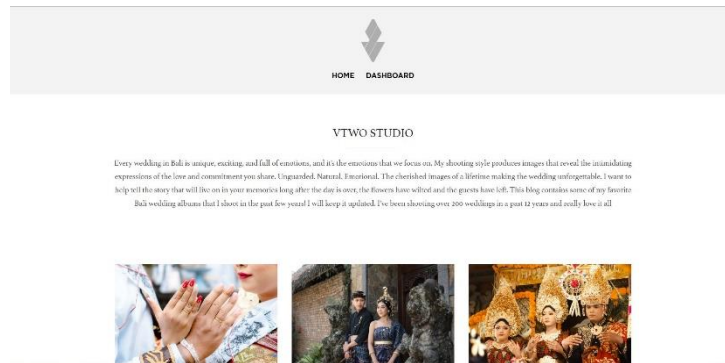 HOME DASHBOARD
VTWO STUDIO
Every wedding in Bali is unique, exciting, and full of emotions, and it's the emotions that we focus on. My shooting style produces images that reveal the intimidating
expressions of the love and commitment you share. Unguarded. Natural. Emotional. The cherished images of a lifetime making the wedding unforgettable. I want to
help tell the story that will live on in your memories long after the day is over, the flowers have wilted and the guests have left. This blog contains some of my favorite
Bali wedding albums that I shoot in the past few years! I will keep it updated. I've been shooting over 200 weddings in a past 12 years and really love it all